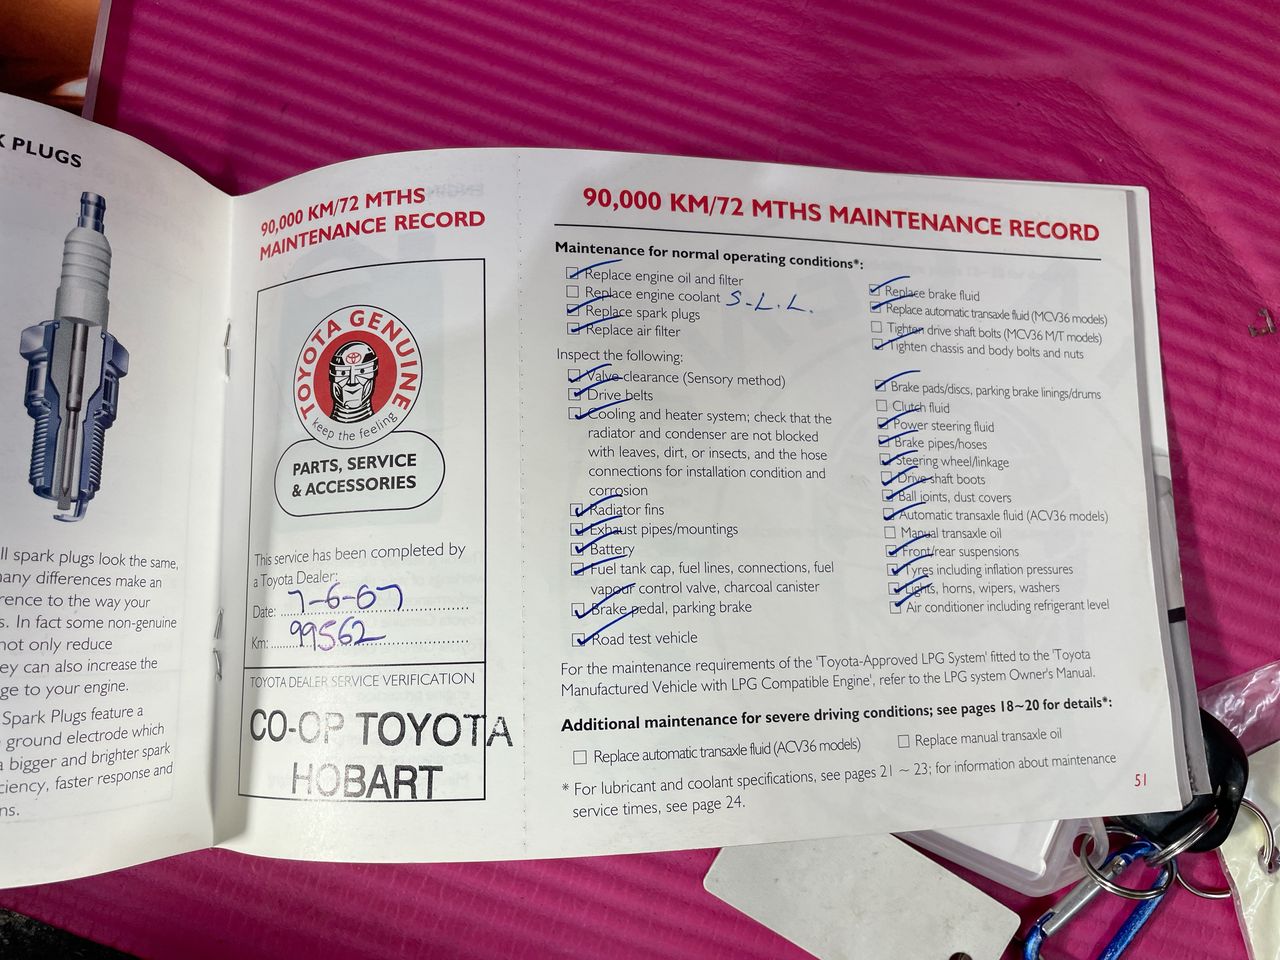 K PLUGS
ll spark plugs look the same,
many differences make an
rence to the way your
s. In fact some non-genuine
not only reduce
ey can also increase the
ge to your engine.
Spark Plugs feature a
ground electrode which
a bigger and brighter spark
ciency, faster response and
ns.
90,000 KM/72 MTHS
MAINTENANCE RECORD
TOYOTA GENUINE
keep the feeling
PARTS, SERVICE
& ACCESSORIES
This service has been completed by
a Toyota Dealer:
Date: 7-6-07
Km: 99562
TOYOTA DEALER SERVICE VERIFICATION
CO-OP TOYOTA
HOBART
90,000 KM/72 MTHS MAINTENANCE RECORD
Maintenance for normal operating conditions*:
Replace engine oil and filter
Replace engine coolant S.L.L.
Replace spark plugs
Replace air filter
Inspect the following:
Valve clearance (Sensory method)
Drive belts
Cooling and heater system; check that the
radiator and condenser are not blocked
with leaves, dirt, or insects, and the hose
connections for installation condition and
corrosion
Radiator fins
Exhaust pipes/mountings
Battery
Fuel tank cap, fuel lines, connections, fuel
vapour control valve, charcoal canister
Brake pedal, parking brake
Road test vehicle
Replace brake fluid
Replace automatic transaxle fluid (MCV36 models)
Tighten drive shaft bolts (MCV36 M/T models)
Tighten chassis and body bolts and nuts
Brake pads/discs, parking brake linings/drums
Clutch fluid
Power steering fluid
Brake pipes/hoses
Steering wheel/linkage
Drive shaft boots
Ball joints, dust covers
Automatic transaxle fluid (ACV36 models)
Manual transaxle oil
Front/rear suspensions
Tyres including inflation pressures
Lights, horns, wipers, washers
Air conditioner including refrigerant level
For the maintenance requirements of the 'Toyota-Approved LPG System' fitted to the 'Toyota
Manufactured Vehicle with LPG Compatible Engine', refer to the LPG system Owner's Manual.
Additional maintenance for severe driving conditions; see pages 18~20 for details*:
Replace automatic transaxle fluid (ACV36 models)
Replace manual transaxle oil
* For lubricant and coolant specifications, see pages 21 ~ 23; for information about maintenance
service times, see page 24.
51